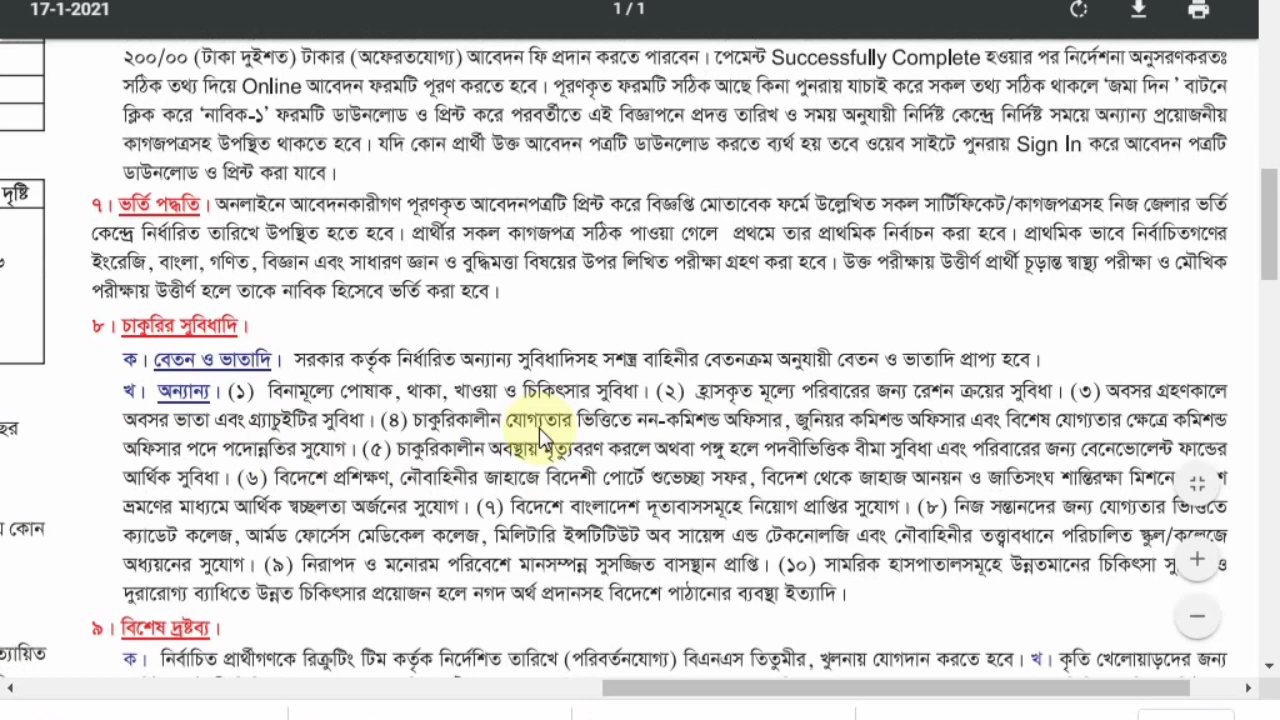 17-1-2021
1 / 1
২০০/০০ (টাকা দুইশত) টাকার (অফেরতযোগ্য) আবেদন ফি প্রদান করতে পারবেন। পেমেন্ট Successfully Complete হওয়ার পর নির্দেশনা অনুসরণকরতঃ
সঠিক তথ্য দিয়ে Online আবেদন ফরমটি পূরণ করতে হবে। পূরণকৃত ফরমটি সঠিক আছে কিনা পুনরায় যাচাই করে সকল তথ্য সঠিক থাকলে ‘জমা দিন ’ বাটনে
ক্লিক করে ‘নাবিক-১’ ফরমটি ডাউনলোড ও প্রিন্ট করে পরবর্তীতে এই বিজ্ঞাপনে প্রদত্ত তারিখ ও সময় অনুযায়ী নির্দিষ্ট কেন্দ্রে নির্দিষ্ট সময়ে অন্যান্য প্রয়োজনীয়
কাগজপত্রসহ উপস্থিত থাকতে হবে। যদি কোন প্রার্থী উক্ত আবেদন পত্রটি ডাউনলোড করতে ব্যর্থ হয় তবে ওয়েব সাইটে পুনরায় Sign In করে আবেদন পত্রটি
ডাউনলোড ও প্রিন্ট করা যাবে।
দৃষ্টি
৭। ভর্তি পদ্ধতি। অনলাইনে আবেদনকারীগণ পূরণকৃত আবেদনপত্রটি প্রিন্ট করে বিজ্ঞপ্তি মোতাবেক ফর্মে উল্লেখিত সকল সার্টিফিকেট/কাগজপত্রসহ নিজ জেলার ভর্তি
কেন্দ্রে নির্ধারিত তারিখে উপস্থিত হতে হবে। প্রার্থীর সকল কাগজপত্র সঠিক পাওয়া গেলে প্রথমে তার প্রাথমিক নির্বাচন করা হবে। প্রাথমিক ভাবে নির্বাচিতগণের
ইংরেজি, বাংলা, গণিত, বিজ্ঞান এবং সাধারণ জ্ঞান ও বুদ্ধিমত্তা বিষয়ের উপর লিখিত পরীক্ষা গ্রহণ করা হবে। উক্ত পরীক্ষায় উত্তীর্ণ প্রার্থী চূড়ান্ত স্বাস্থ্য পরীক্ষা ও মৌখিক
পরীক্ষায় উত্তীর্ণ হলে তাকে নাবিক হিসেবে ভর্তি করা হবে।
৮। চাকুরির সুবিধাদি।
ক। বেতন ও ভাতাদি। সরকার কর্তৃক নির্ধারিত অন্যান্য সুবিধাদিসহ সশস্ত্র বাহিনীর বেতনক্রম অনুযায়ী বেতন ও ভাতাদি প্রাপ্য হবে।
খ। অন্যান্য। (১) বিনামূল্যে পোষাক, থাকা, খাওয়া ও চিকিৎসার সুবিধা। (২) হ্রাসকৃত মূল্যে পরিবারের জন্য রেশন ক্রয়ের সুবিধা। (৩) অবসর গ্রহণকালে
অবসর ভাতা এবং গ্র্যাচুইটির সুবিধা। (৪) চাকুরিকালীন যোগ্যতার ভিত্তিতে নন-কমিশন্ড অফিসার, জুনিয়র কমিশন্ড অফিসার এবং বিশেষ যোগ্যতার ক্ষেত্রে কমিশন্ড
অফিসার পদে পদোন্নতির সুযোগ। (৫) চাকুরিকালীন অবস্থায় মৃত্যুবরণ করলে অথবা পঙ্গু হলে পদবীভিত্তিক বীমা সুবিধা এবং পরিবারের জন্য বেনেভোলেন্ট ফান্ডের
আর্থিক সুবিধা। (৬) বিদেশে প্রশিক্ষণ, নৌবাহিনীর জাহাজে বিদেশী পোর্টে শুভেচ্ছা সফর, বিদেশ থেকে জাহাজ আনয়ন ও জাতিসংঘ শান্তিরক্ষা মিশনে
ভ্রমণের মাধ্যমে আর্থিক স্বচ্ছলতা অর্জনের সুযোগ। (৭) বিদেশে বাংলাদেশ দূতাবাসসমূহে নিয়োগ প্রাপ্তির সুযোগ। (৮) নিজ সন্তানদের জন্য যোগ্যতার ভিত্তিতে
য় কোন
ক্যাডেট কলেজ, আর্মড ফোর্সেস মেডিকেল কলেজ, মিলিটারি ইন্সটিটিউট অব সায়েন্স এন্ড টেকনোলজি এবং নৌবাহিনীর তত্ত্বাবধানে পরিচালিত স্কুল/কলেজে
অধ্যয়নের সুযোগ। (৯) নিরাপদ ও মনোরম পরিবেশে মানসম্পন্ন সুসজ্জিত বাসস্থান প্রাপ্তি। (১০) সামরিক হাসপাতালসমূহে উন্নতমানের চিকিৎসা ও
দুরারোগ্য ব্যাধিতে উন্নত চিকিৎসার প্রয়োজন হলে নগদ অর্থ প্রদানসহ বিদেশে পাঠানোর ব্যবস্থা ইত্যাদি।
৯। বিশেষ দ্রষ্টব্য।
ত্যায়িত
ক। নির্বাচিত প্রার্থীগণকে রিক্রুটিং টিম কর্তৃক নির্দেশিত তারিখে (পরিবর্তনযোগ্য) বিএনএস তিতুমীর, খুলনায় যোগদান করতে হবে। খ। কৃতি খেলোয়াড়দের জন্য